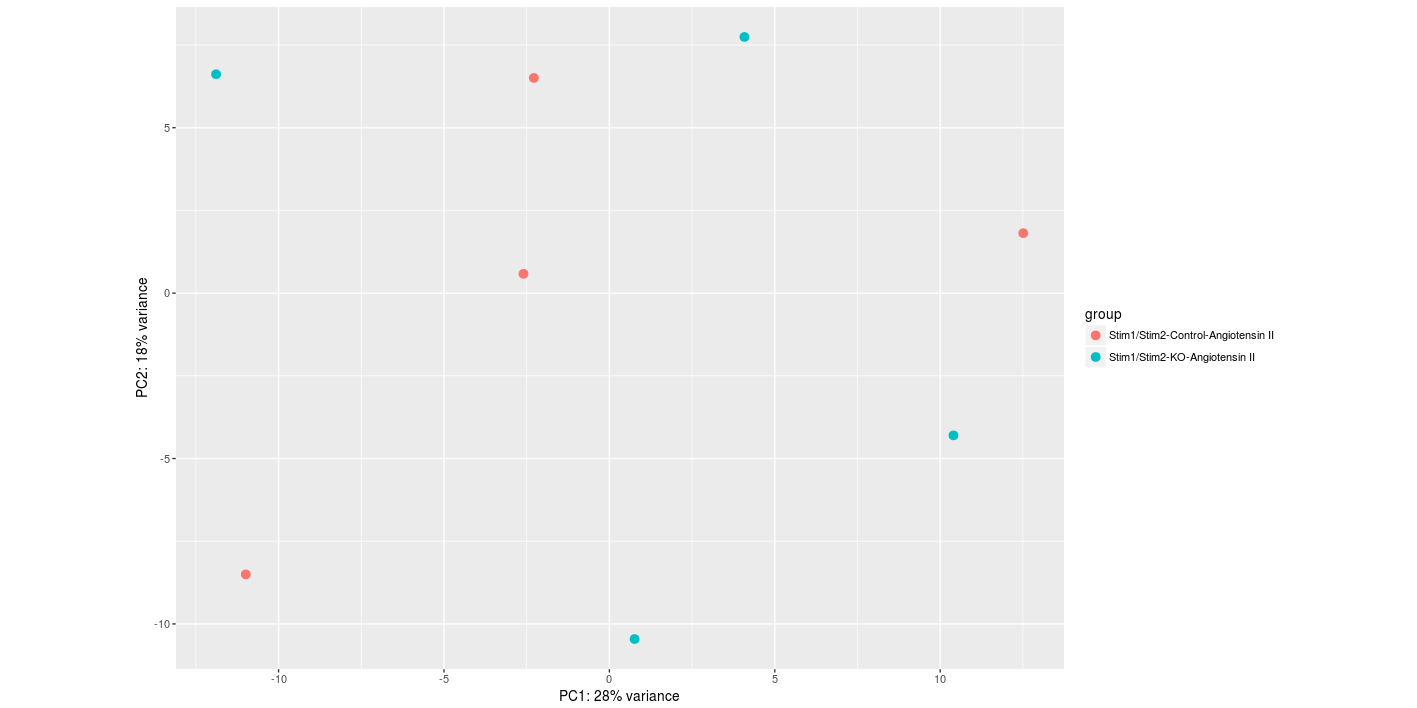 5
0
-5
-10
PC2: 18% variance
-10
-5
0
5
10
PC1: 28% variance
group
Stim1/Stim2-Control-Angiotensin II
Stim1/Stim2-KO-Angiotensin II